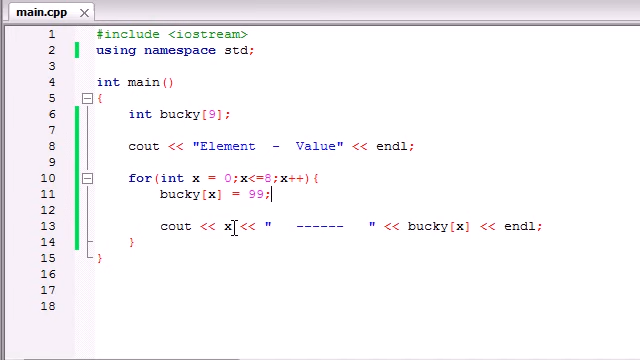 main.cpp
1 #include <iostream>
2 using namespace std;
3
4 int main()
5 {
6 int bucky[9];
7
8 cout << "Element  -  Value" << endl;
9
10 for(int x = 0;x<=8;x++){
11 bucky[x] = 99;
12
13 cout << x << "   ------   " << bucky[x] << endl;
14 }
15 }
16
17
18